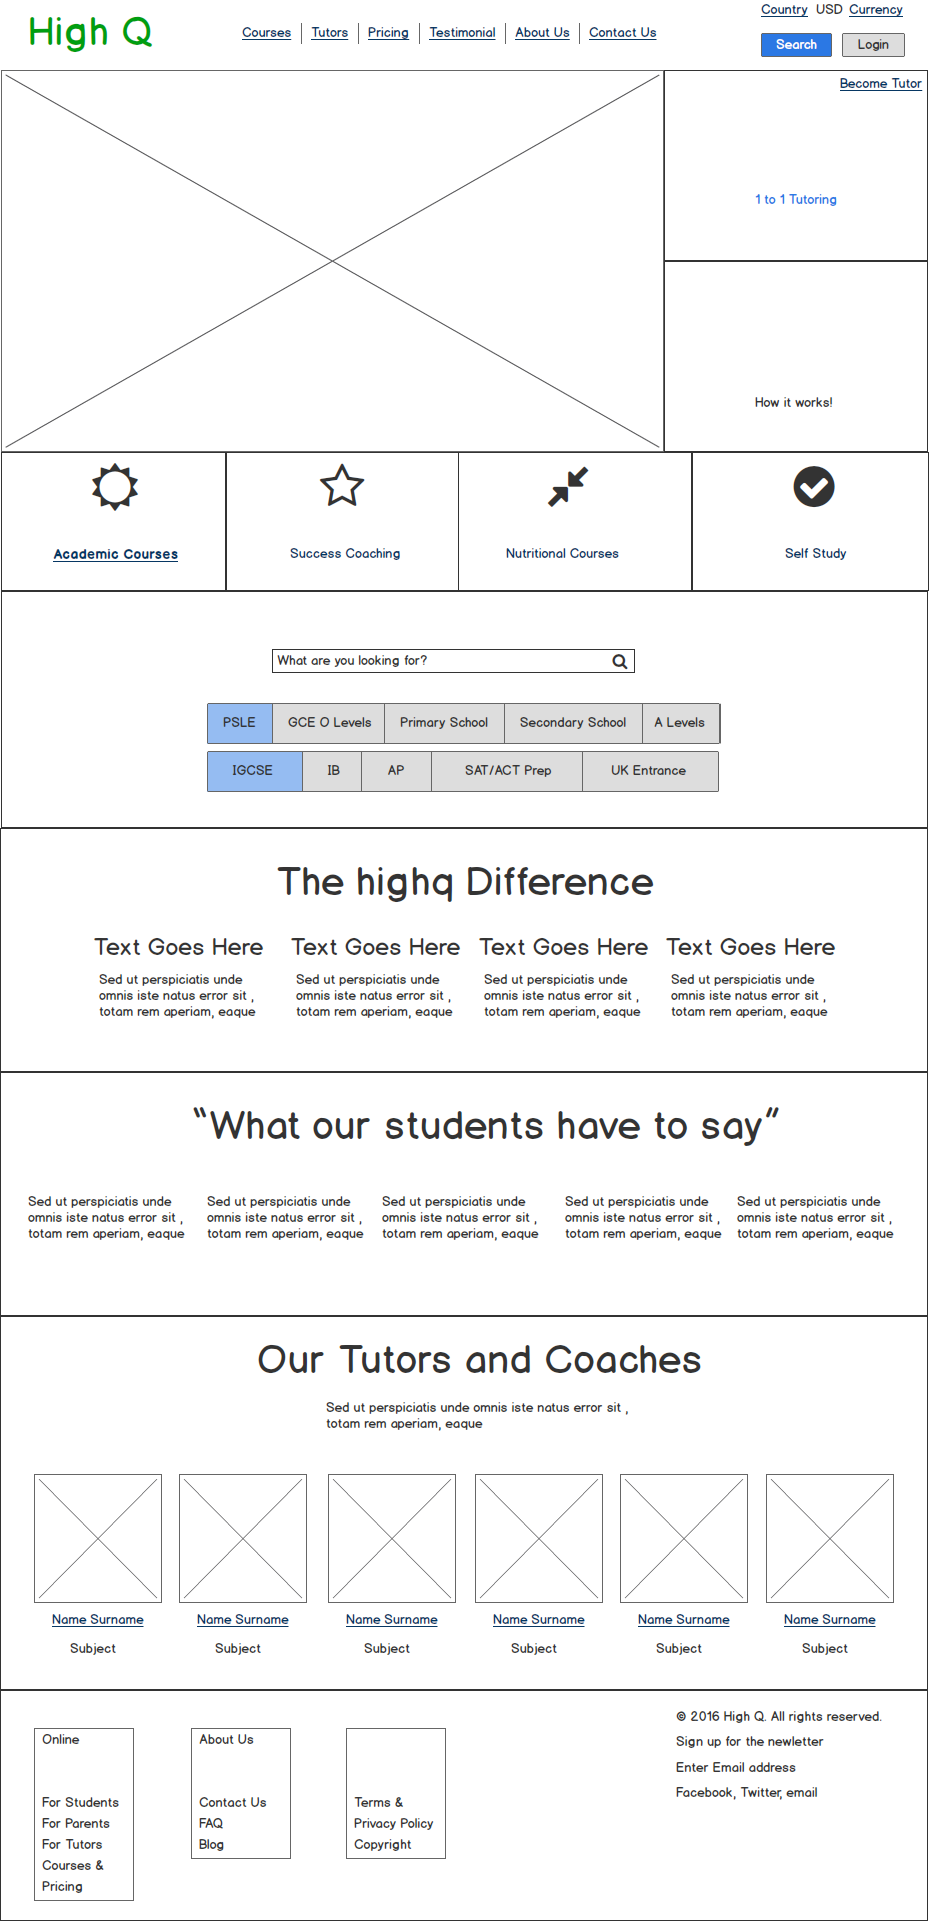 High Q
Courses Tutors Pricing Testimonial About Us Contact Us
Country USD Currency
Search Login
Become Tutor
1 to 1 Tutoring
How it works!
Academic Courses Success Coaching Nutritional Courses Self Study
What are you looking for?
PSLE GCE O Levels Primary School Secondary School A Levels
IGCSE IB AP SAT/ACT Prep UK Entrance
The highq Difference
Text Goes Here Text Goes Here Text Goes Here Text Goes Here
Sed ut perspiciatis unde Sed ut perspiciatis unde Sed ut perspiciatis unde Sed ut perspiciatis unde
omnis iste natus error sit , omnis iste natus error sit , omnis iste natus error sit , omnis iste natus error sit ,
totam rem aperiam, eaque totam rem aperiam, eaque totam rem aperiam, eaque totam rem aperiam, eaque
“What our students have to say”
Sed ut perspiciatis unde Sed ut perspiciatis unde Sed ut perspiciatis unde Sed ut perspiciatis unde Sed ut perspiciatis unde
omnis iste natus error sit , omnis iste natus error sit , omnis iste natus error sit , omnis iste natus error sit , omnis iste natus error sit ,
totam rem aperiam, eaque totam rem aperiam, eaque totam rem aperiam, eaque totam rem aperiam, eaque totam rem aperiam, eaque
Our Tutors and Coaches
Sed ut perspiciatis unde omnis iste natus error sit ,
totam rem aperiam, eaque
Name Surname Name Surname Name Surname Name Surname Name Surname Name Surname
Subject Subject Subject Subject Subject Subject
Online
For Students
For Parents
For Tutors
Courses &
Pricing
About Us
Contact Us
FAQ
Blog
Terms &
Privacy Policy
Copyright
© 2016 High Q. All rights reserved.
Sign up for the newletter
Enter Email address
Facebook, Twitter, email